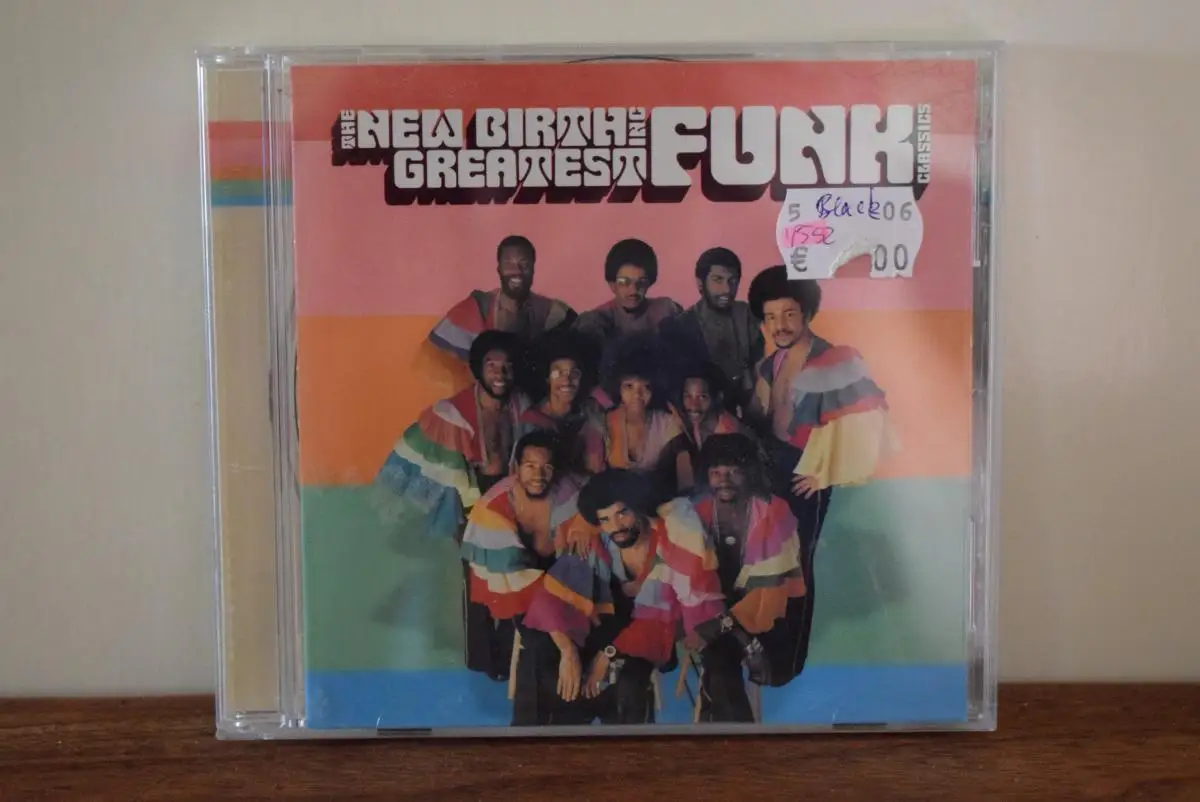 THE NEW BIRTH INC
GREATEST FUNK CLASSICS
5 Black 06
€ 00